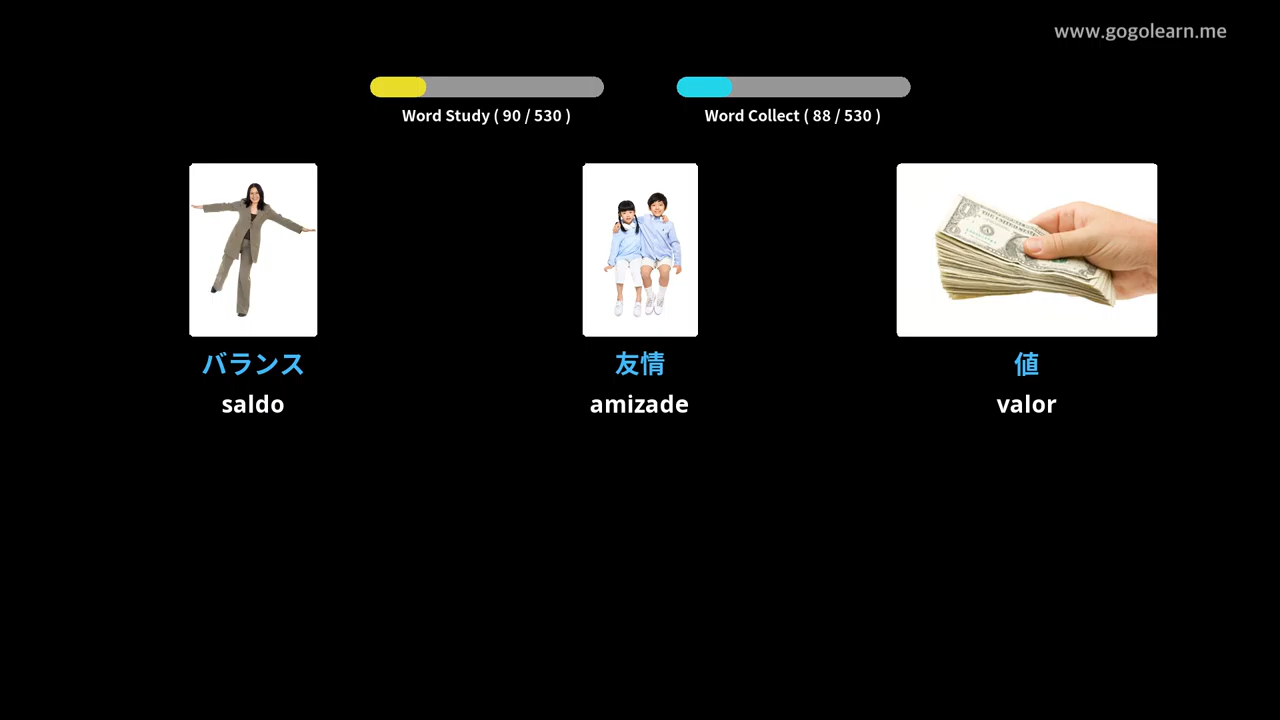 www.gogolearn.me
Word Study ( 90 / 530 )
Word Collect ( 88 / 530 )
バランス
友情
値
saldo
amizade
valor